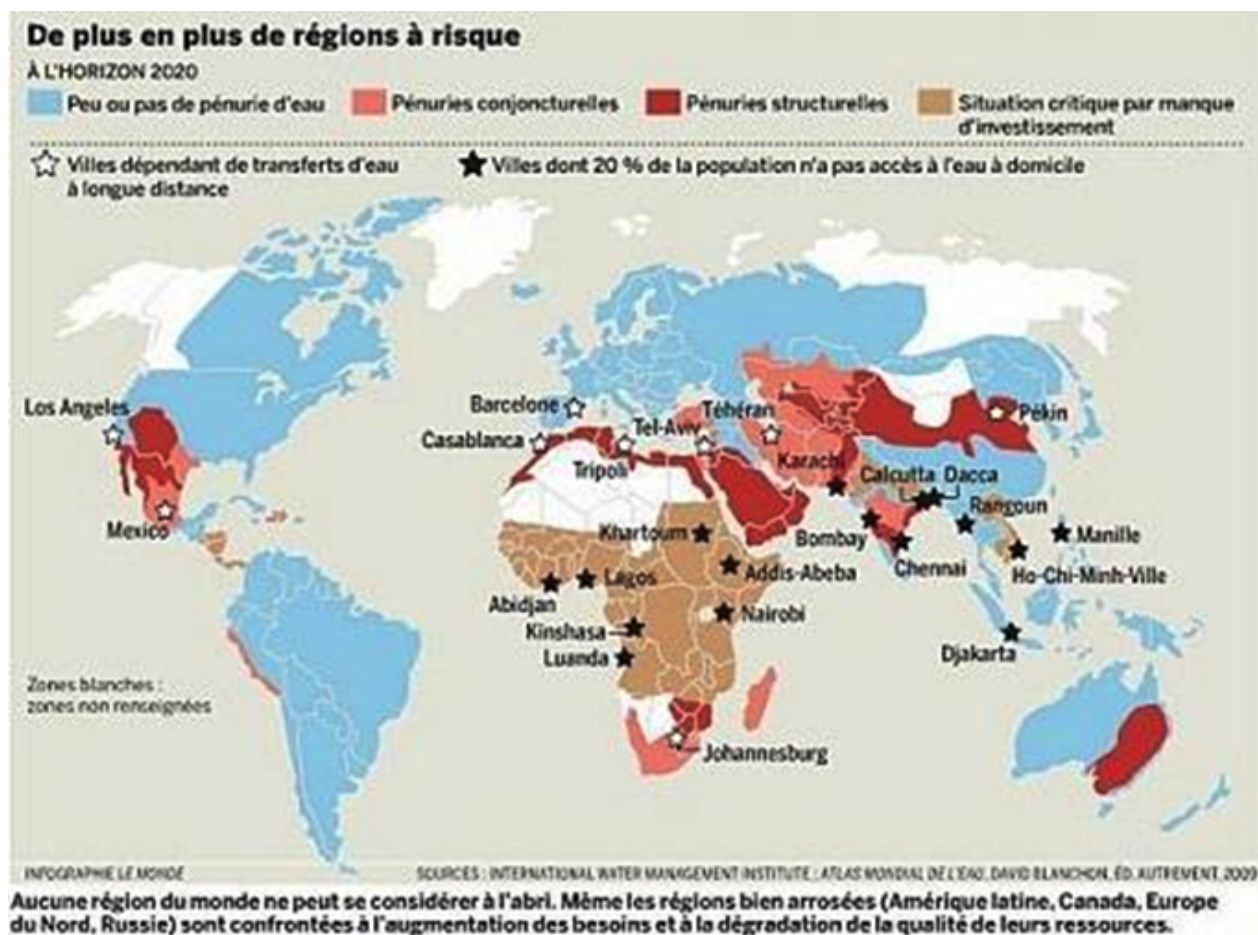 De plus en plus de régions à risque
À L'HORIZON 2020
Peu ou pas de pénurie d'eau
Pénuries conjoncturelles
Pénuries structurelles
Situation critique par manque
d'investissement
Villes dépendant de transferts d'eau
à longue distance
Villes dont 20 % de la population n'a pas accès à l'eau à domicile
Los Angeles
Mexico
Barcelone
Casablanca
Tripoli
Tel-Aviv
Téhéran
Pékin
Karachi
Calcutta
Dacca
Rangoun
Bombay
Chennai
Manille
Ho-Chi-Minh-Ville
Djakarta
Khartoum
Addis-Abeba
Lagos
Abidjan
Nairobi
Kinshasa
Luanda
Johannesburg
Zones blanches :
zones non renseignées
INFOGRAPHIE LE MONDE
SOURCES : INTERNATIONAL WATER MANAGEMENT INSTITUTE ; ATLAS MONDIAL DE L'EAU, DAVID BLANCHON, ÉD. AUTREMENT, 2009
Aucune région du monde ne peut se considérer à l'abri. Même les régions bien arrosées (Amérique latine, Canada, Europe
du Nord, Russie) sont confrontées à l'augmentation des besoins et à la dégradation de la qualité de leurs ressources.